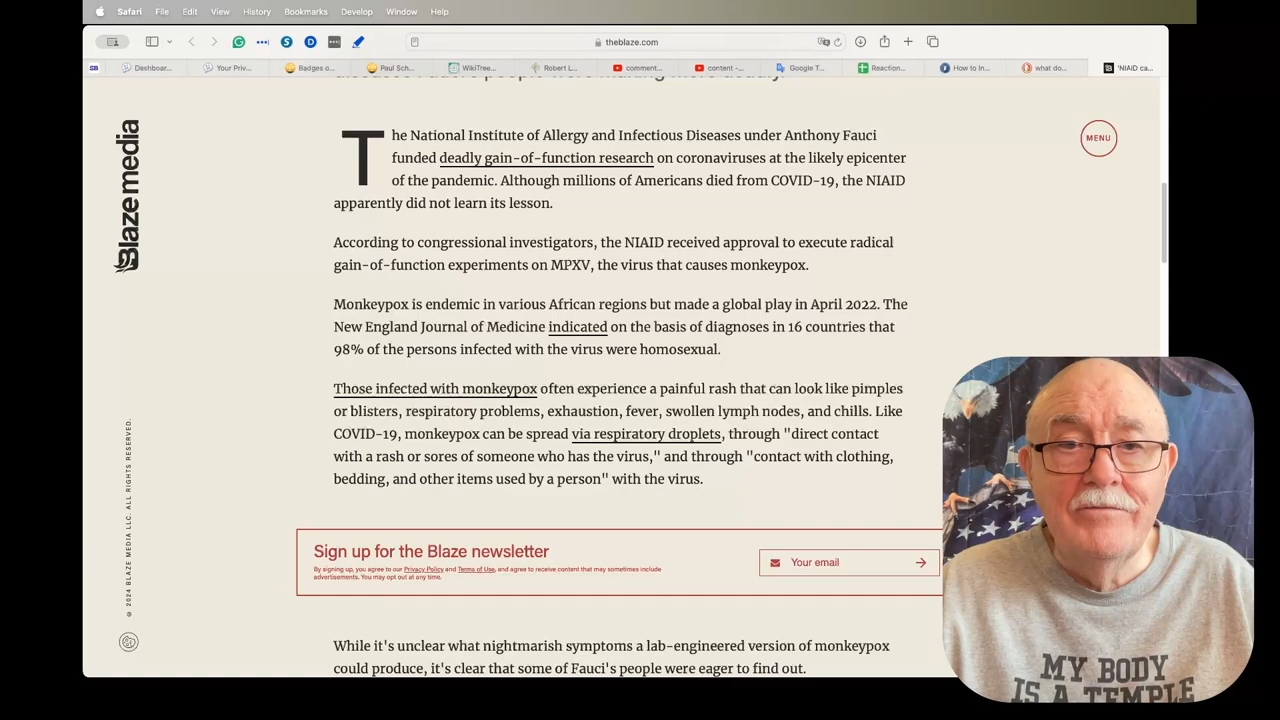 Safari File Edit View History Bookmarks Develop Window Help
theblaze.com
Dashboar... Your Priv... Badges o... Paul Sch... WikiTree... Robert L... comment... content -... Google T... Reaction... How to In... what do... 'NIAID ca...
The National Institute of Allergy and Infectious Diseases under Anthony Fauci
funded deadly gain-of-function research on coronaviruses at the likely epicenter
of the pandemic. Although millions of Americans died from COVID-19, the NIAID
apparently did not learn its lesson.
MENU
Blaze media
According to congressional investigators, the NIAID received approval to execute radical
gain-of-function experiments on MPXV, the virus that causes monkeypox.
Monkeypox is endemic in various African regions but made a global play in April 2022. The
New England Journal of Medicine indicated on the basis of diagnoses in 16 countries that
98% of the persons infected with the virus were homosexual.
Those infected with monkeypox often experience a painful rash that can look like pimples
or blisters, respiratory problems, exhaustion, fever, swollen lymph nodes, and chills. Like
COVID-19, monkeypox can be spread via respiratory droplets, through "direct contact
with a rash or sores of someone who has the virus," and through "contact with clothing,
bedding, and other items used by a person" with the virus.
© 2024 BLAZE MEDIA LLC. ALL RIGHTS RESERVED.
Sign up for the Blaze newsletter
By signing up, you agree to our Privacy Policy and Terms of Use, and agree to receive content that may sometimes include
advertisements. You may opt out at any time.
Your email
While it's unclear what nightmarish symptoms a lab-engineered version of monkeypox
could produce, it's clear that some of Fauci's people were eager to find out.
MY BODY
IS A TEMPLE